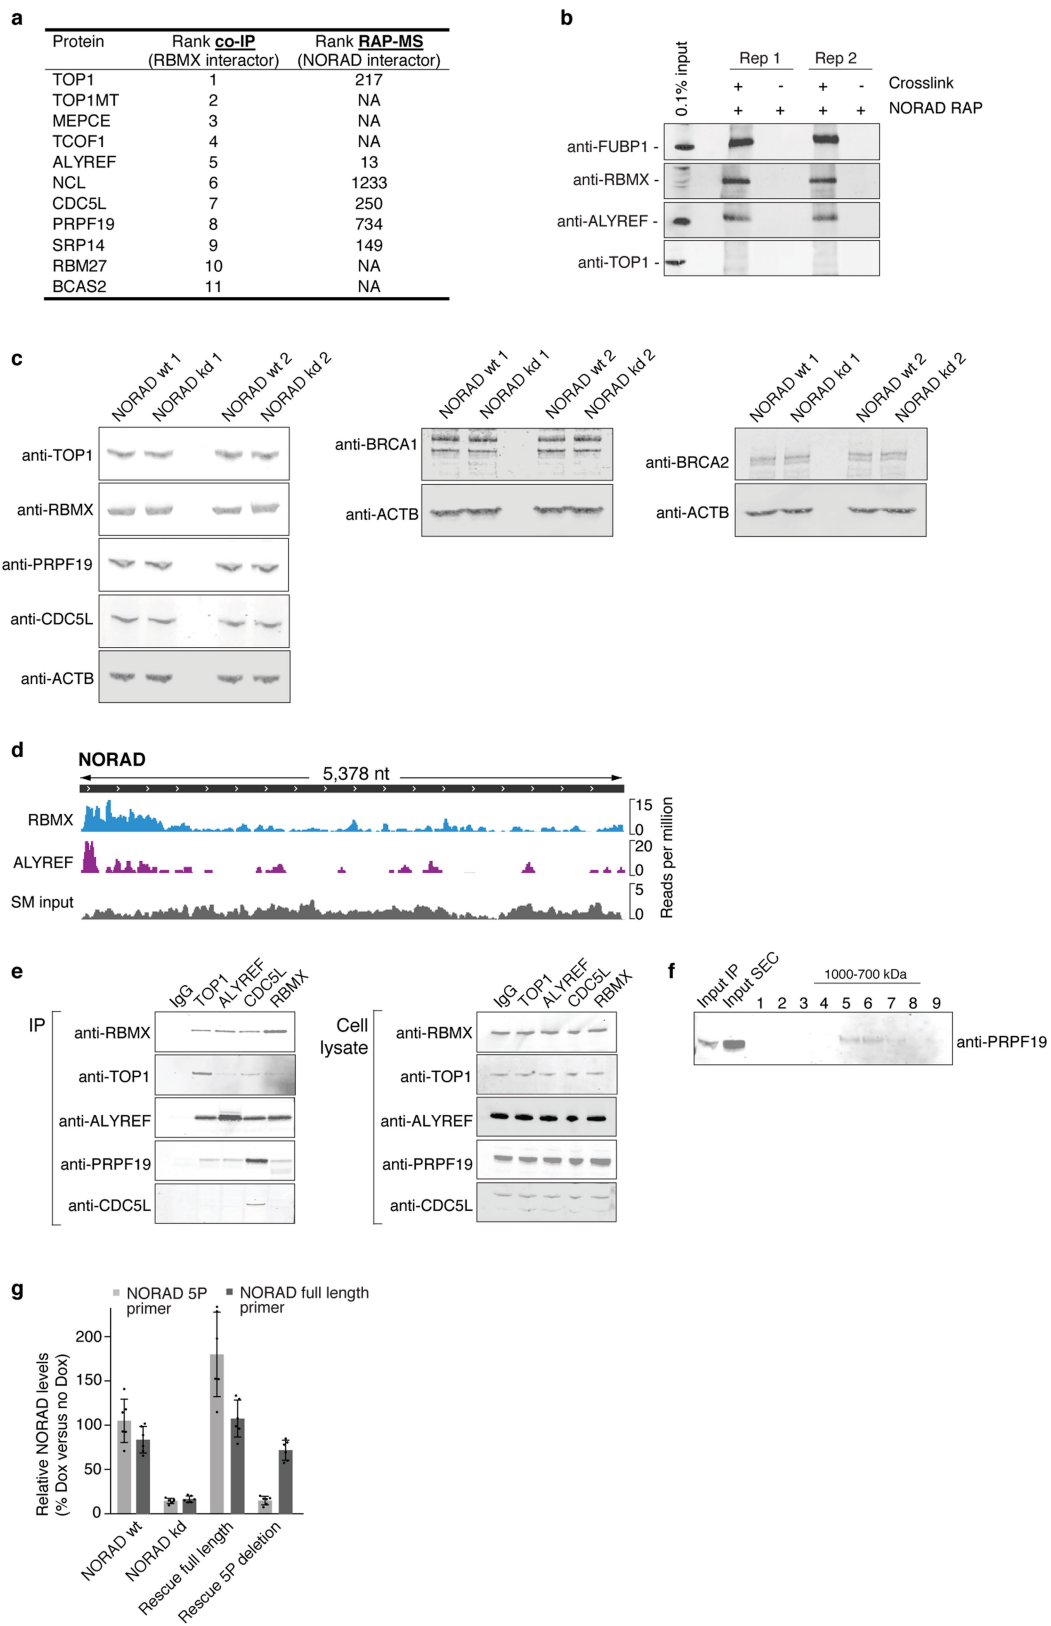 a
Protein Rank co-IP Rank RAP-MS
(RBMX interactor) (NORAD interactor)
TOP1 1 217
TOP1MT 2 NA
MEPCE 3 NA
TCOF1 4 NA
ALYREF 5 13
NCL 6 1233
CDC5L 7 250
PRPF19 8 734
SRP14 9 149
RBM27 10 NA
BCAS2 11 NA
b
0.1% input
Rep 1 Rep 2
+ - + - Crosslink
+ + + + NORAD RAP
anti-FUBP1 -
anti-RBMX -
anti-ALYREF -
anti-TOP1 -
c
NORAD wt 1 NORAD kd 1 NORAD wt 2 NORAD kd 2
anti-TOP1
anti-RBMX
anti-PRPF19
anti-CDC5L
anti-ACTB
NORAD wt 1 NORAD kd 1 NORAD wt 2 NORAD kd 2
anti-BRCA1
anti-ACTB
NORAD wt 1 NORAD kd 1 NORAD wt 2 NORAD kd 2
anti-BRCA2
anti-ACTB
d
NORAD
5,378 nt
RBMX 15
0
ALYREF 20
0
SM input 5
0
Reads per million
e
IP
IgG TOP1 ALYREF CDC5L RBMX
anti-RBMX
anti-TOP1
anti-ALYREF
anti-PRPF19
anti-CDC5L
Cell
lysate
IgG TOP1 ALYREF CDC5L RBMX
anti-RBMX
anti-TOP1
anti-ALYREF
anti-PRPF19
anti-CDC5L
f
Input IP Input SEC
1000-700 kDa
1 2 3 4 5 6 7 8 9
anti-PRPF19
g
NORAD 5P
primer
NORAD full length
primer
Relative NORAD levels
(% Dox versus no Dox)
200
150
100
50
0
NORAD wt
NORAD kd
Rescue full length
Rescue 5P deletion